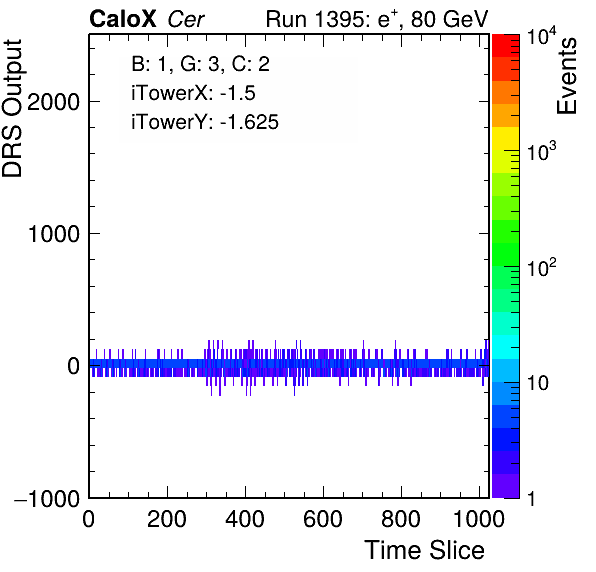 CaloX Cer Run 1395: e⁺, 80 GeV
B: 1, G: 3, C: 2
iTowerX: -1.5
iTowerY: -1.625
DRS Output
2000
1000
0
−1000
0 200 400 600 800 1000
Time Slice
Events
10⁴
10³
10²
10
1